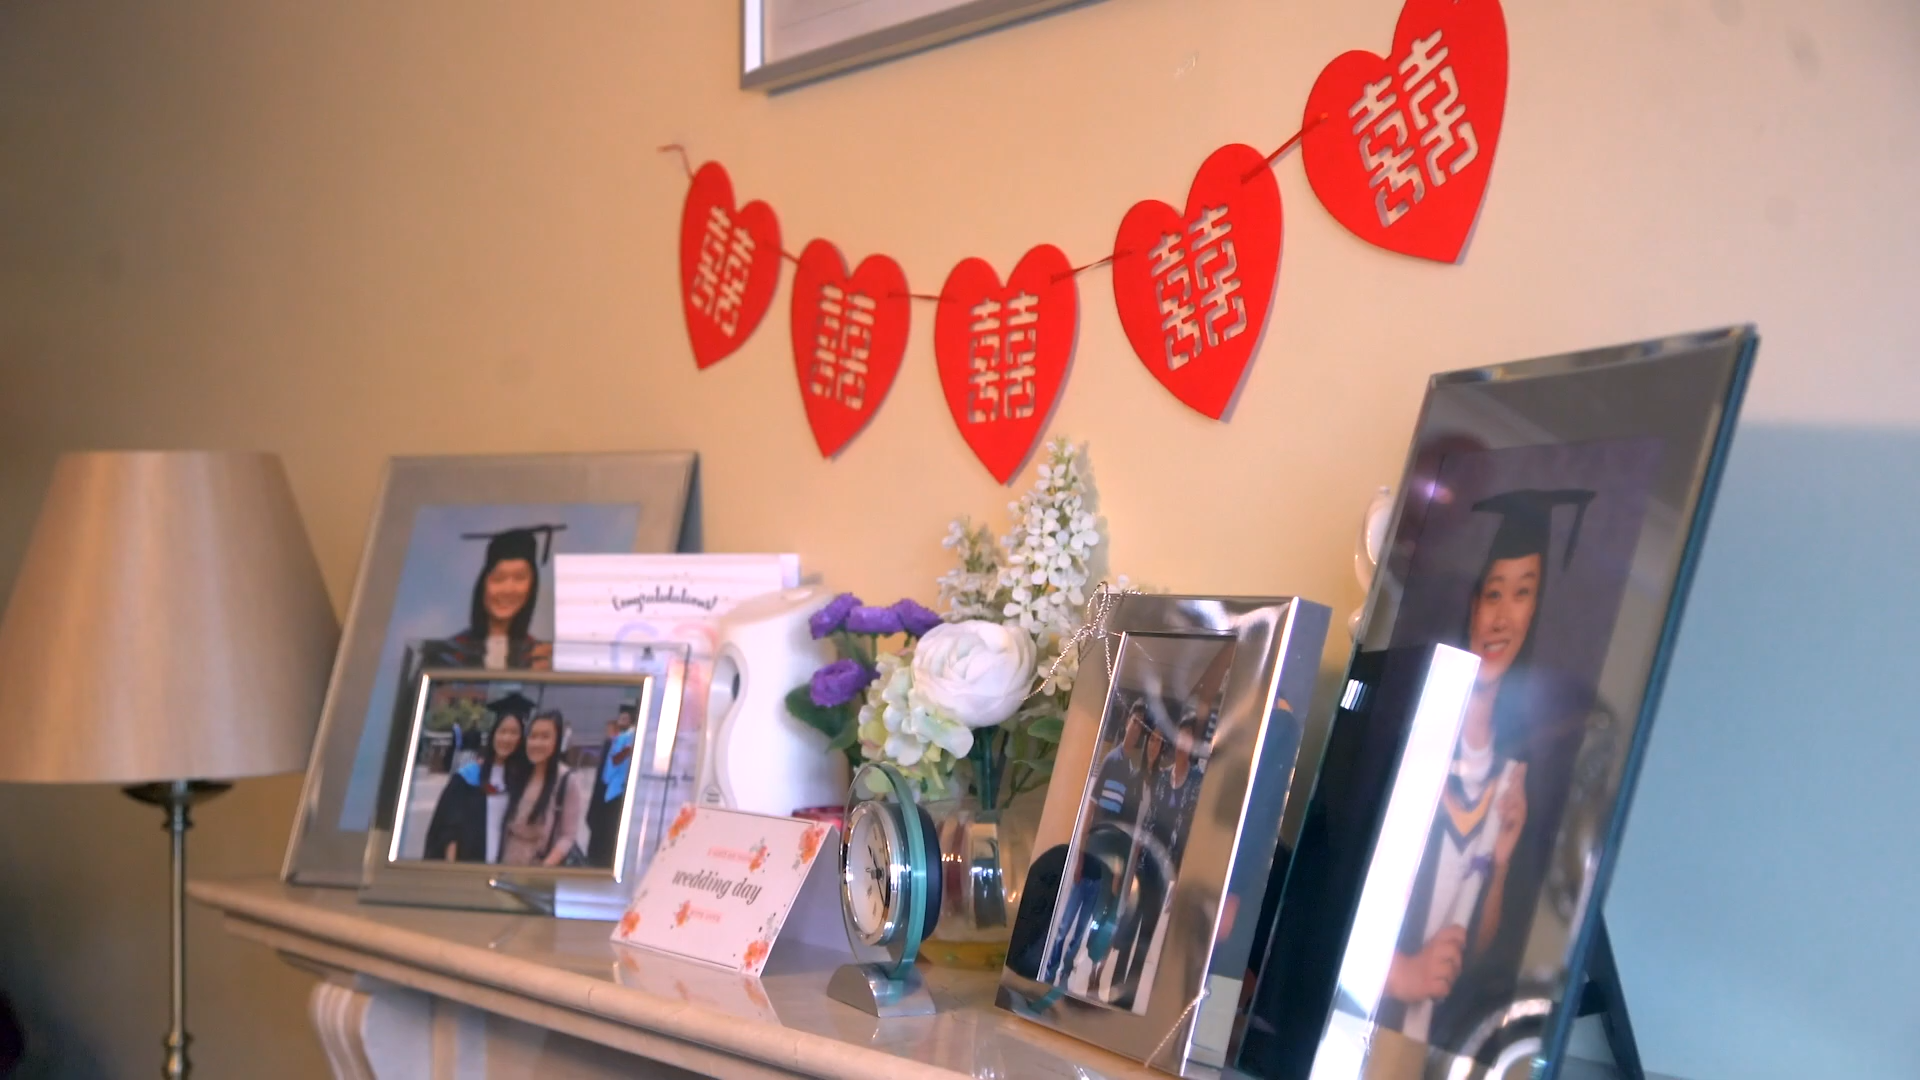 囍
囍
囍
囍
囍
Congratulations!
wedding day